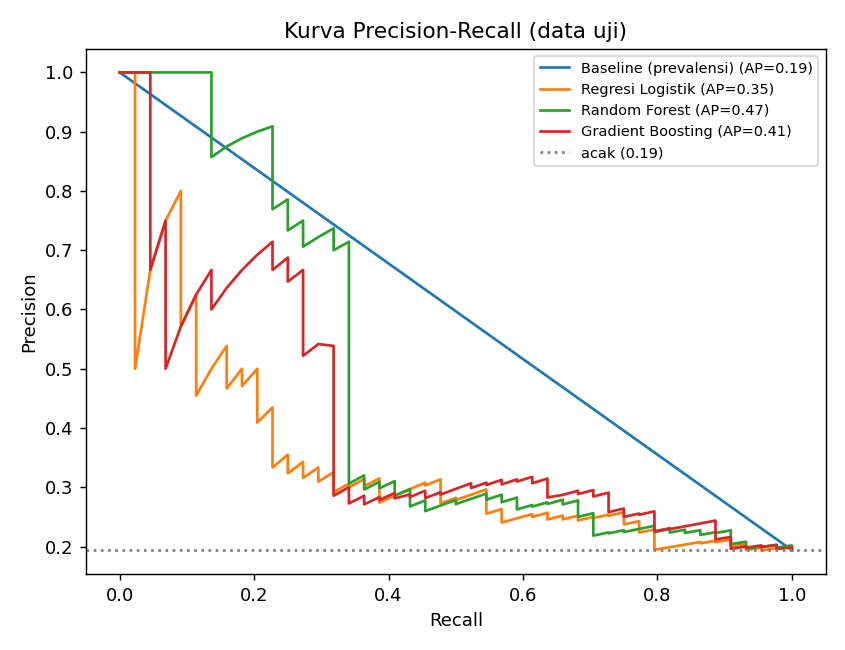 Kurva Precision-Recall (data uji)
Baseline (prevalensi) (AP=0.19)
Regresi Logistik (AP=0.35)
Random Forest (AP=0.47)
Gradient Boosting (AP=0.41)
acak (0.19)
Precision
1.0
0.9
0.8
0.7
0.6
0.5
0.4
0.3
0.2
0.0 0.2 0.4 0.6 0.8 1.0
Recall